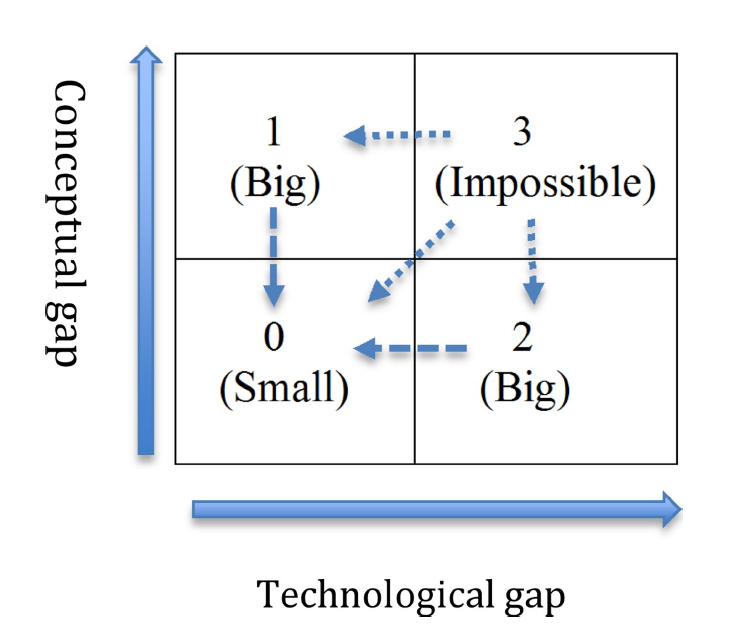 Conceptual gap
1
(Big)
3
(Impossible)
0
(Small)
2
(Big)
Technological gap